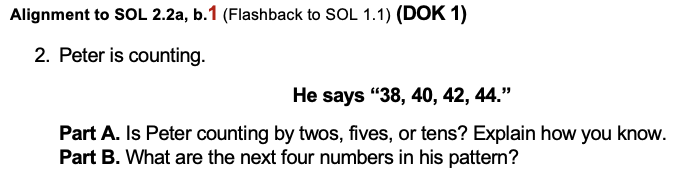 Alignment to SOL 2.2a, b.1 (Flashback to SOL 1.1) (DOK 1)
2. Peter is counting.
He says “38, 40, 42, 44.”
Part A. Is Peter counting by twos, fives, or tens? Explain how you know.
Part B. What are the next four numbers in his pattern?